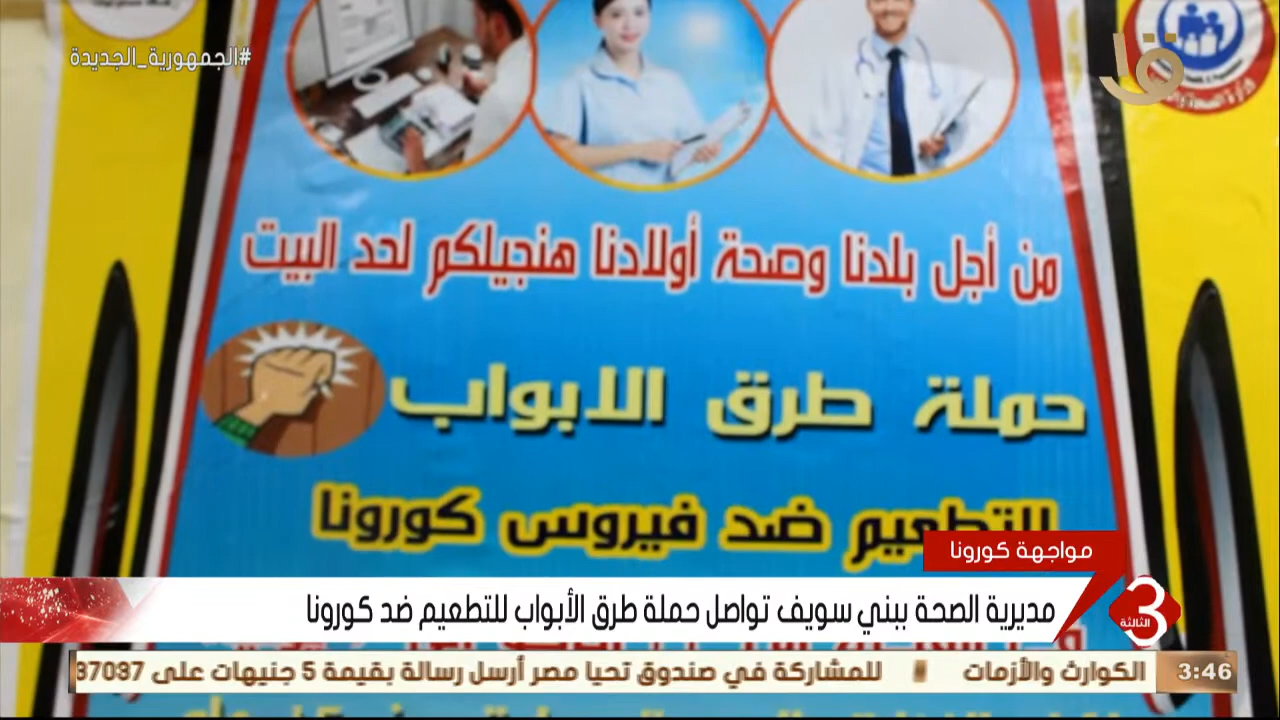 #الجمهورية_الجديدة
من أجل بلدنا وصحة أولادنا هنجيلكم لحد البيت
حملة طرق الابواب
للتطعيم ضد فيروس كورونا
مواجهة كورونا
مديرية الصحة ببني سويف تواصل حملة طرق الأبواب للتطعيم ضد كورونا
3
الثالثة
3:46
الكوارث والأزمات للمشاركة في صندوق تحيا مصر أرسل رسالة بقيمة 5 جنيهات على 37037